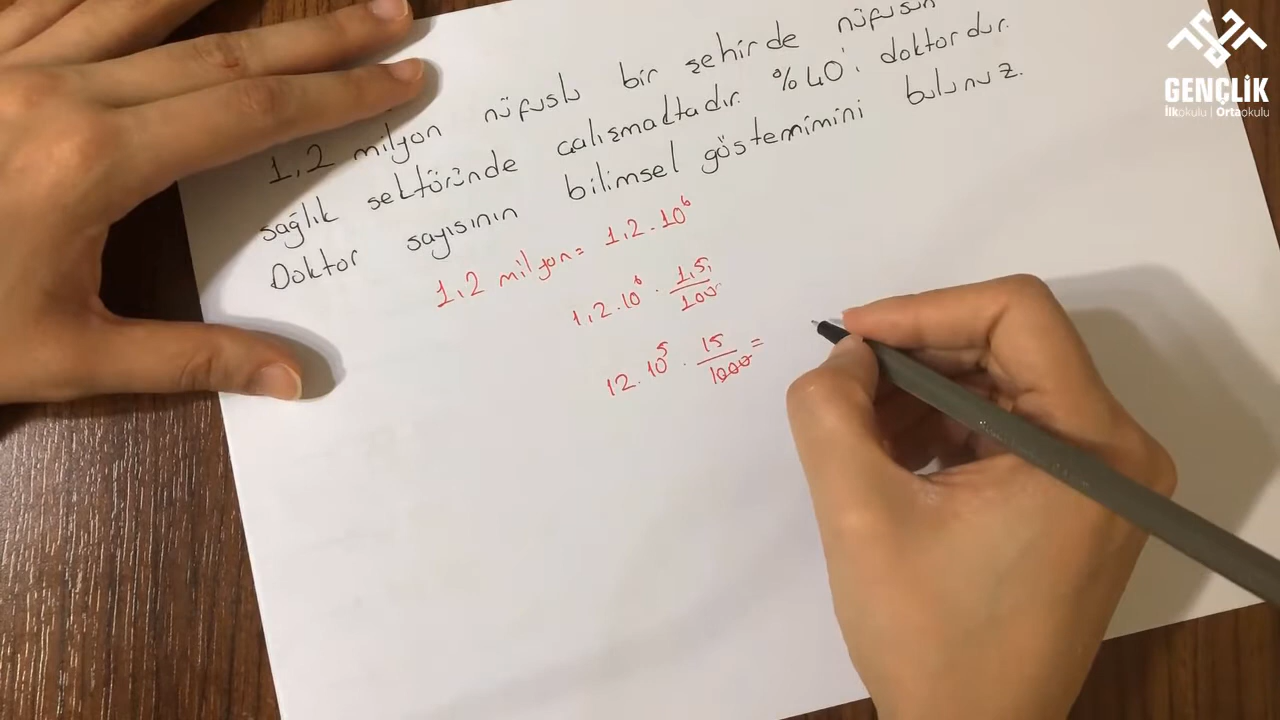 1,2 milyon nüfuslu bir şehirde nüfusun
sağlık sektöründe çalışmaktadır. %40'ı doktordur.
Doktor sayısının bilimsel göstemimini bulunuz.
1,2 milyon = 1,2 . 10⁶
1,2 . 10⁶ . 1,5/100
12 . 10⁵ . 15/1000 =
GENÇLİK
İlkokulu | Ortaokulu